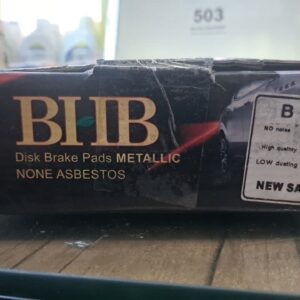 503
BHB
Disk Brake Pads METALLIC
NONE ASBESTOS
B
NO noise
High quality
LOW dusting
NEW SA